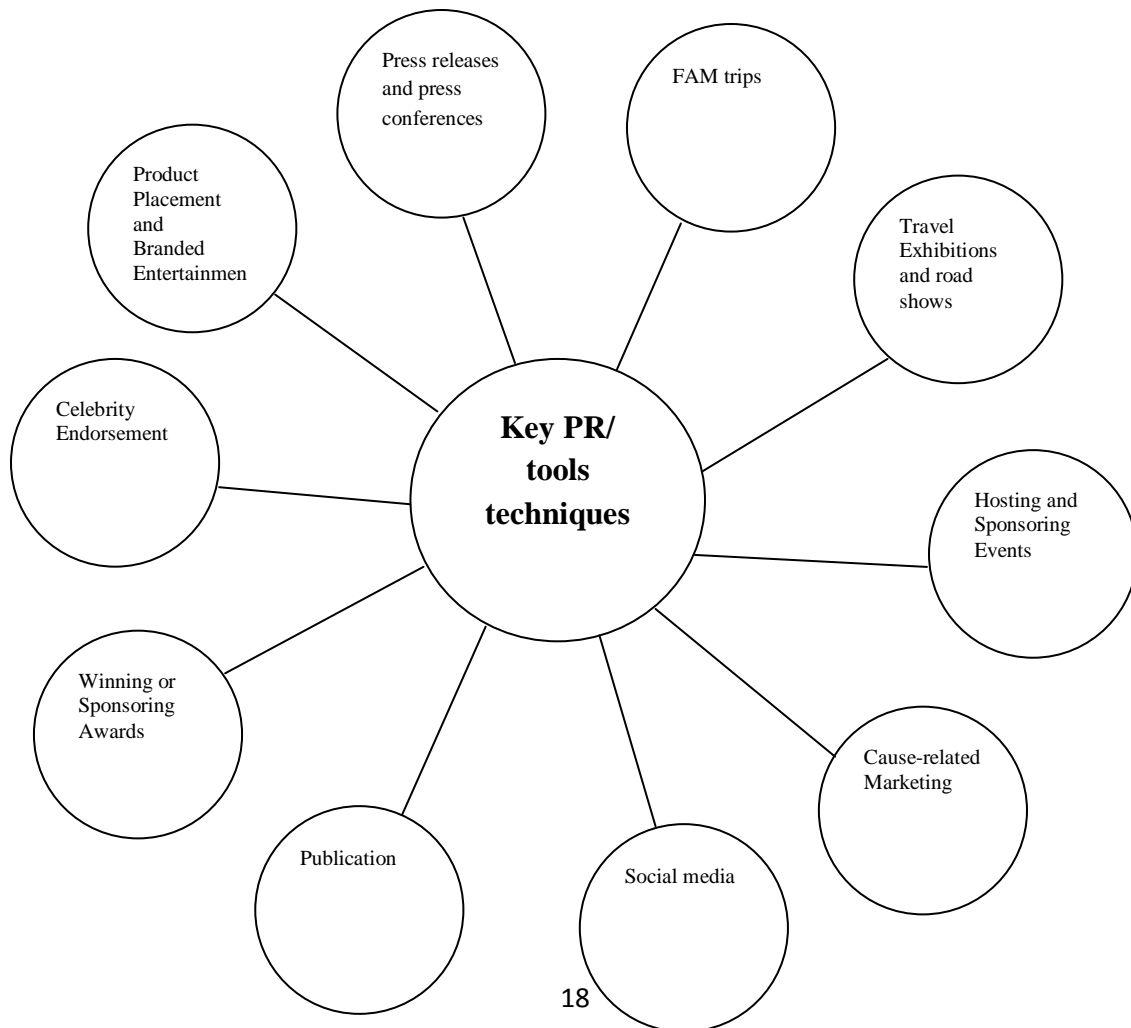 Press releases
and press
conferences
FAM trips
Product
Placement
and
Branded
Entertainmen
Travel
Exhibitions
and road
shows
Celebrity
Endorsement
Key PR/
tools
techniques
Hosting and
Sponsoring
Events
Winning or
Sponsoring
Awards
Cause-related
Marketing
Publication
Social media
18